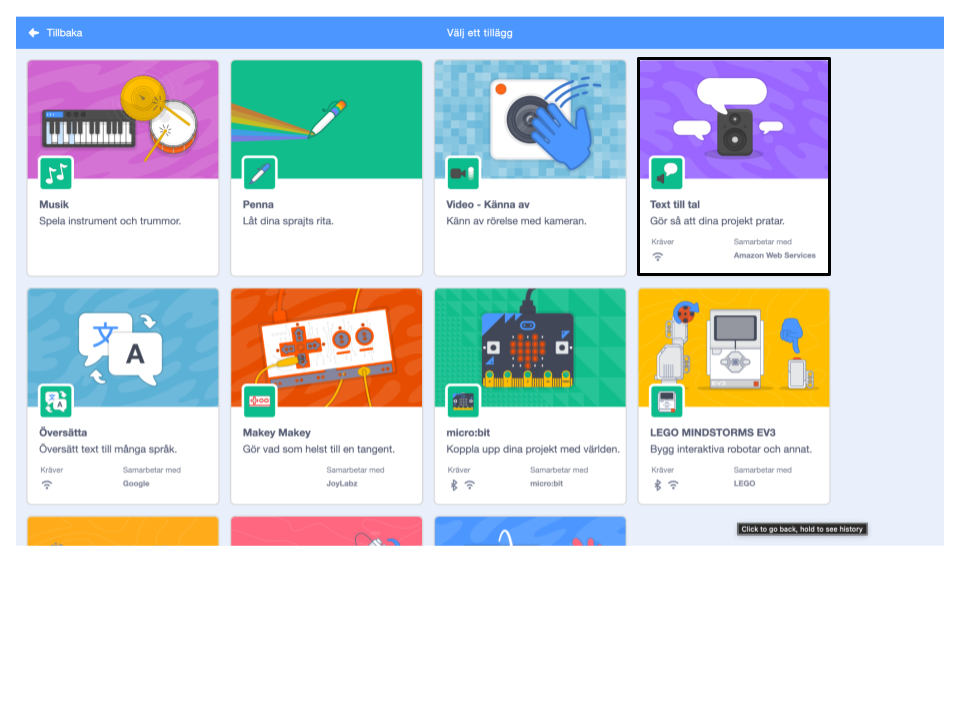 Tillbaka
Välj ett tillägg
Musik
Spela instrument och trummor.
Penna
Låt dina sprajts rita.
Video - Känna av
Känn av rörelse med kameran.
Text till tal
Gör så att dina projekt pratar.
Kräver
Samarbetar med
Amazon Web Services
文
A
文
A
Översätta
Översätt text till många språk.
Kräver
Samarbetar med
Google
Makey Makey
Gör vad som helst till en tangent.
Samarbetar med
JoyLabz
micro:bit
Koppla upp dina projekt med världen.
Kräver
Samarbetar med
micro:bit
EV3
LEGO MINDSTORMS EV3
Bygg interaktiva robotar och annat.
Kräver
Samarbetar med
LEGO
Click to go back, hold to see history